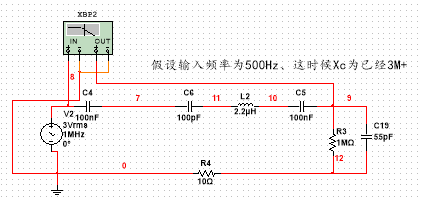 XBP2
IN OUT
假设输入频率为500Hz、这时候Xc为已经3M+
8
V2
3Vrms
1MHz
0°
C4
100nF
7
C6
100pF
11
L2
2.2μH
10
C5
100nF
9
R3
1MΩ
12
C19
55pF
0
R4
10Ω